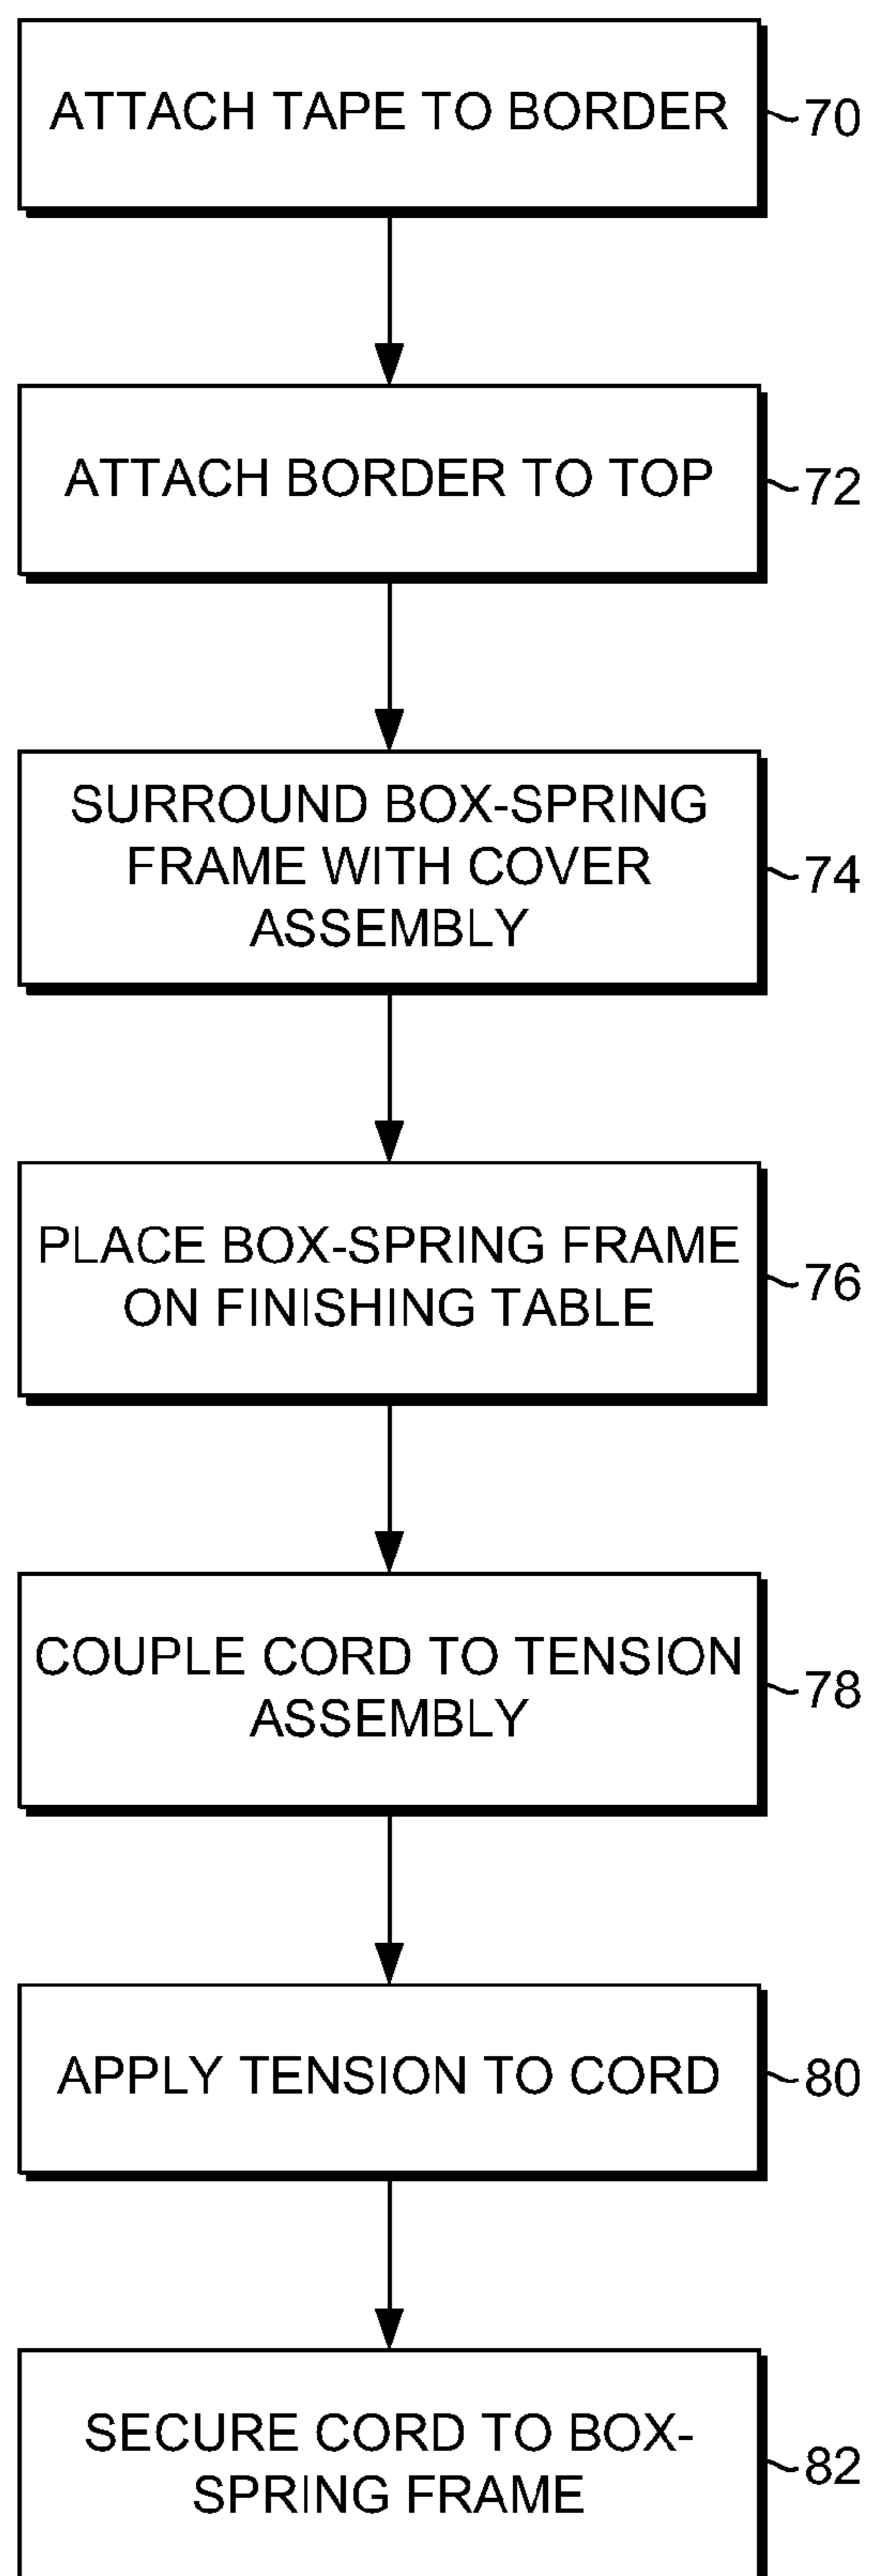 ATTACH TAPE TO BORDER
70
ATTACH BORDER TO TOP
72
SURROUND BOX-SPRING
FRAME WITH COVER
ASSEMBLY
74
PLACE BOX-SPRING FRAME
ON FINISHING TABLE
76
COUPLE CORD TO TENSION
ASSEMBLY
78
APPLY TENSION TO CORD
80
SECURE CORD TO BOX-
SPRING FRAME
82